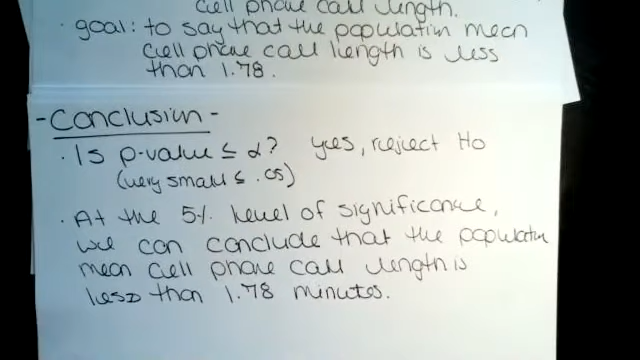 cell phone call length.
· goal: to say that the population mean
cell phone call length is less
than 1.78.
- Conclusion -
· Is p-value ≤ α? yes, reject Ho
(very small ≤ .05)
· At the 5% level of significance,
we can conclude that the population
mean cell phone call length is
less than 1.78 minutes.